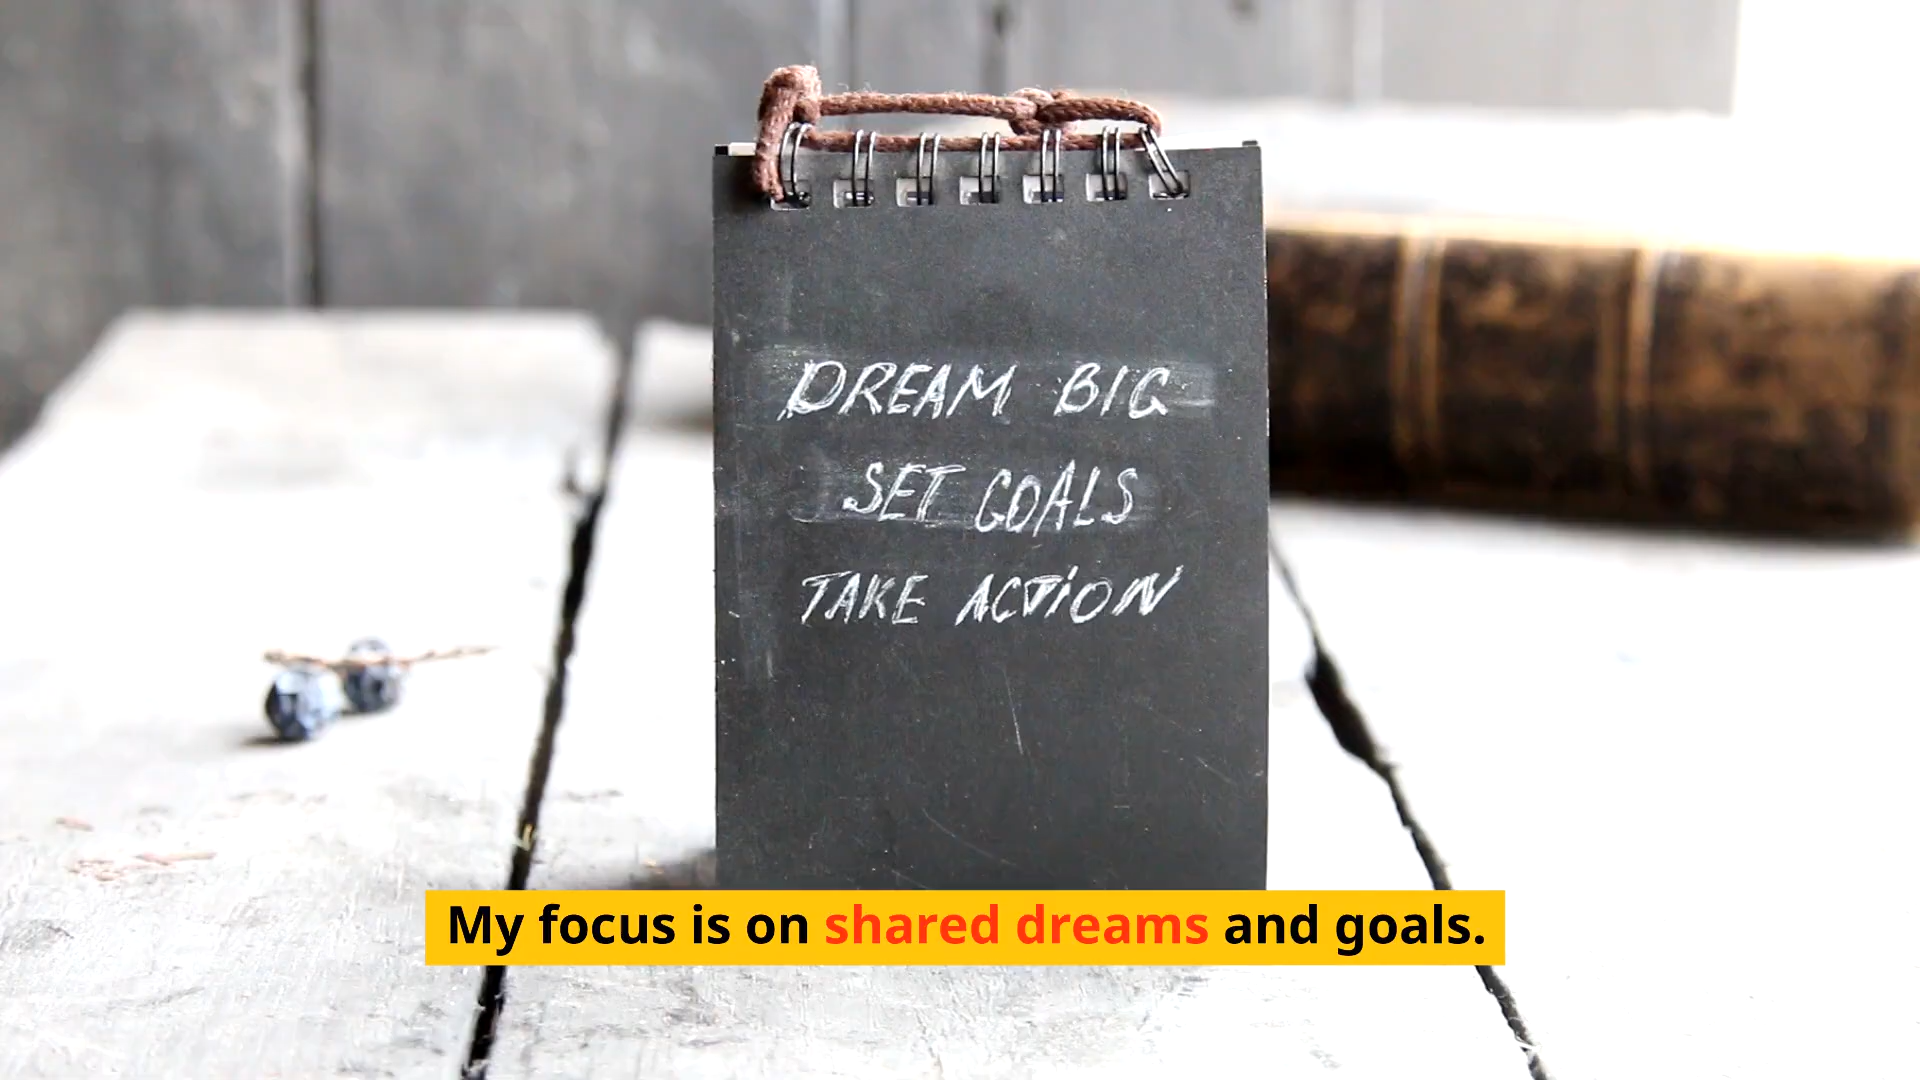 DREAM BIG
SET GOALS
TAKE ACTION
My focus is on shared dreams and goals.